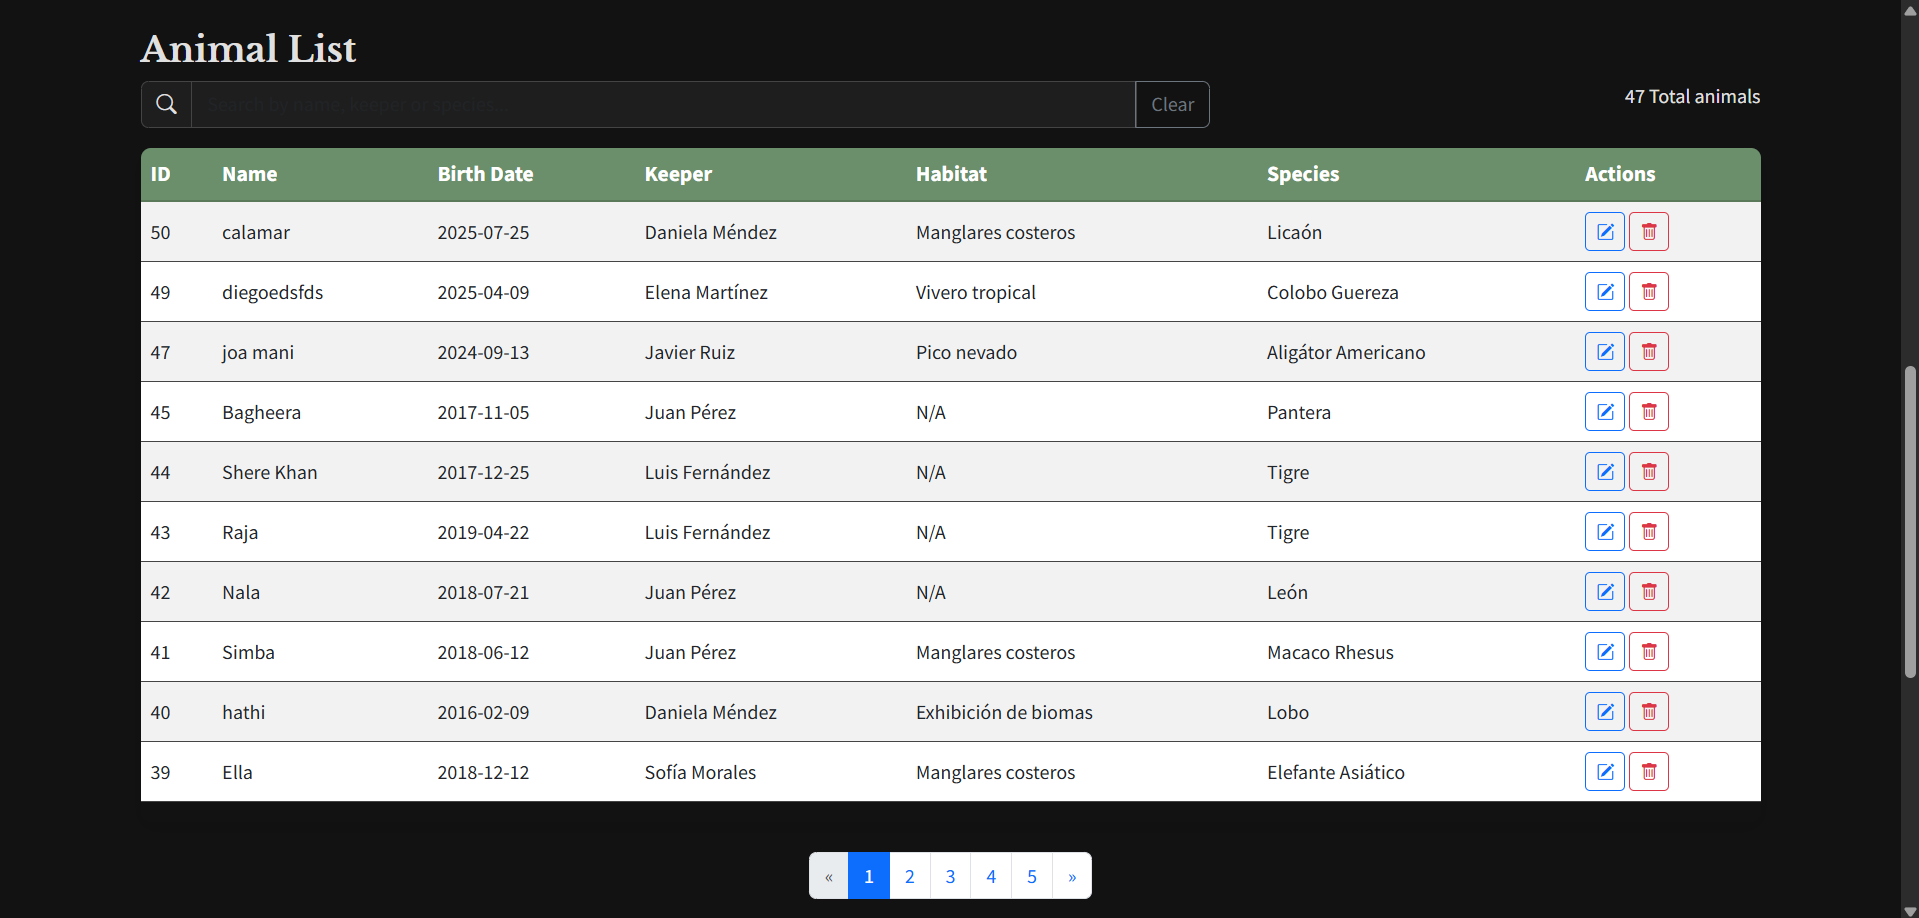 Animal List
Search by name, keeper or species...
Clear
47 Total animals
ID Name Birth Date Keeper Habitat Species Actions
50 calamar 2025-07-25 Daniela Méndez Manglares costeros Licaón
49 diegoedsfds 2025-04-09 Elena Martínez Vivero tropical Colobo Guereza
47 joa mani 2024-09-13 Javier Ruiz Pico nevado Aligátor Americano
45 Bagheera 2017-11-05 Juan Pérez N/A Pantera
44 Shere Khan 2017-12-25 Luis Fernández N/A Tigre
43 Raja 2019-04-22 Luis Fernández N/A Tigre
42 Nala 2018-07-21 Juan Pérez N/A León
41 Simba 2018-06-12 Juan Pérez Manglares costeros Macaco Rhesus
40 hathi 2016-02-09 Daniela Méndez Exhibición de biomas Lobo
39 Ella 2018-12-12 Sofía Morales Manglares costeros Elefante Asiático
« 1 2 3 4 5 »